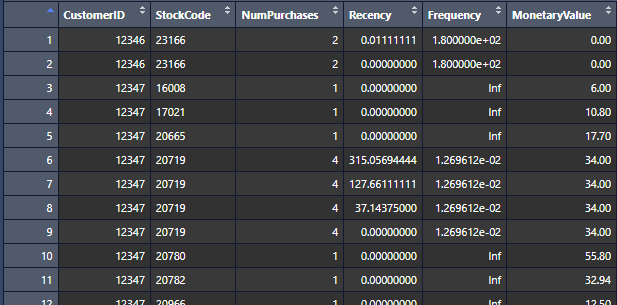 CustomerID StockCode NumPurchases Recency Frequency MonetaryValue
1 12346 23166 2 0.01111111 1.800000e+02 0.00
2 12346 23166 2 0.00000000 1.800000e+02 0.00
3 12347 16008 1 0.00000000 Inf 6.00
4 12347 17021 1 0.00000000 Inf 10.80
5 12347 20665 1 0.00000000 Inf 17.70
6 12347 20719 4 315.05694444 1.269612e-02 34.00
7 12347 20719 4 127.66111111 1.269612e-02 34.00
8 12347 20719 4 37.14375000 1.269612e-02 34.00
9 12347 20719 4 0.00000000 1.269612e-02 34.00
10 12347 20780 1 0.00000000 Inf 55.80
11 12347 20782 1 0.00000000 Inf 32.94
12 12347 20966 1 0.00000000 Inf 12.50